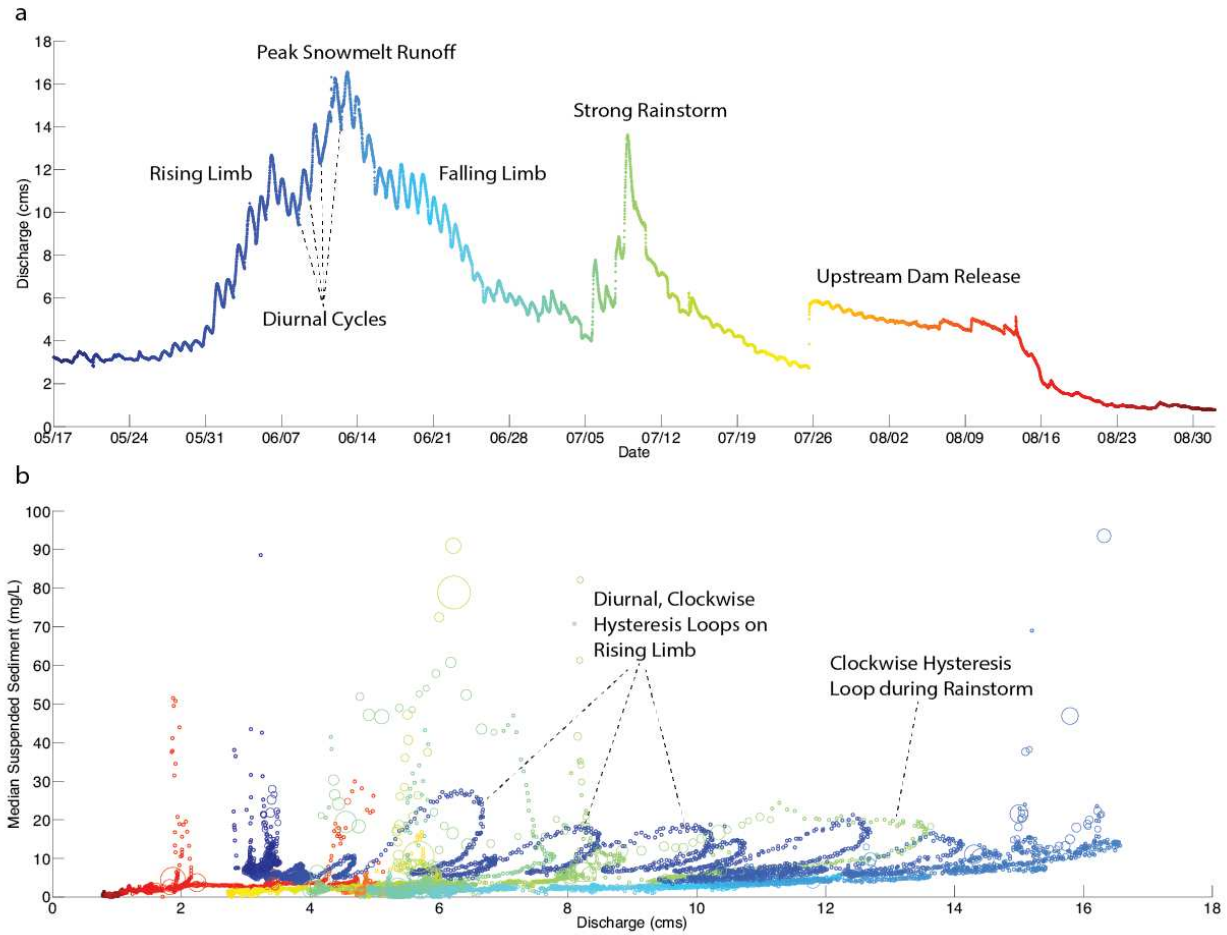 a
18
16
14
12
10
8
6
4
2
0
Discharge (cms)
Peak Snowmelt Runoff
Strong Rainstorm
Rising Limb
Falling Limb
Diurnal Cycles
Upstream Dam Release
05/17 05/24 05/31 06/07 06/14 06/21 06/28 07/05 07/12 07/19 07/26 08/02 08/09 08/16 08/23 08/30
Date
b
100
90
80
70
60
50
40
30
20
10
0
Median Suspended Sediment (mg/L)
Diurnal, Clockwise
Hysteresis Loops on
Rising Limb
Clockwise Hysteresis
Loop during Rainstorm
0 2 4 6 8 10 12 14 16 18
Discharge (cms)